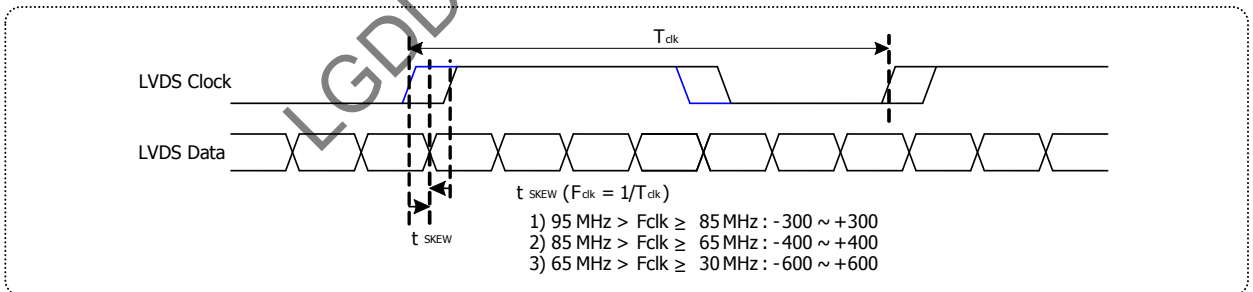 LGDD
Tclk
LVDS Clock
LVDS Data
t SKEW (Fclk = 1/Tclk)
t SKEW
1) 95 MHz > Fclk ≥ 85 MHz : -300 ~ +300
2) 85 MHz > Fclk ≥ 65 MHz : -400 ~ +400
3) 65 MHz > Fclk ≥ 30 MHz : -600 ~ +600